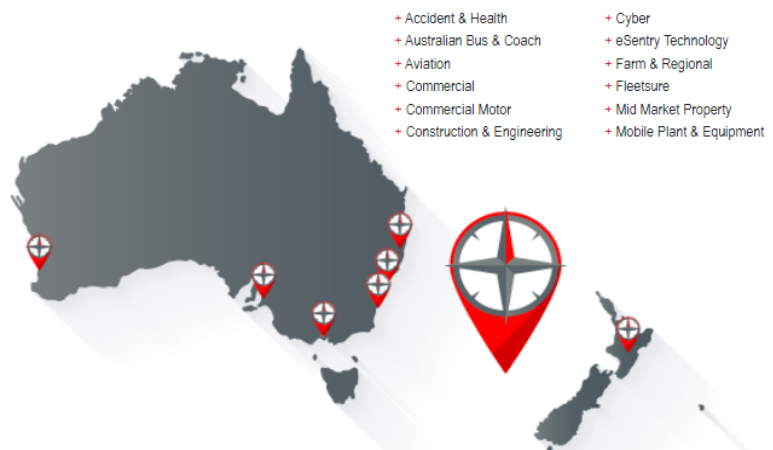 + Accident & Health
+ Australian Bus & Coach
+ Aviation
+ Commercial
+ Commercial Motor
+ Construction & Engineering
+ Cyber
+ eSentry Technology
+ Farm & Regional
+ Fleetsure
+ Mid Market Property
+ Mobile Plant & Equipment